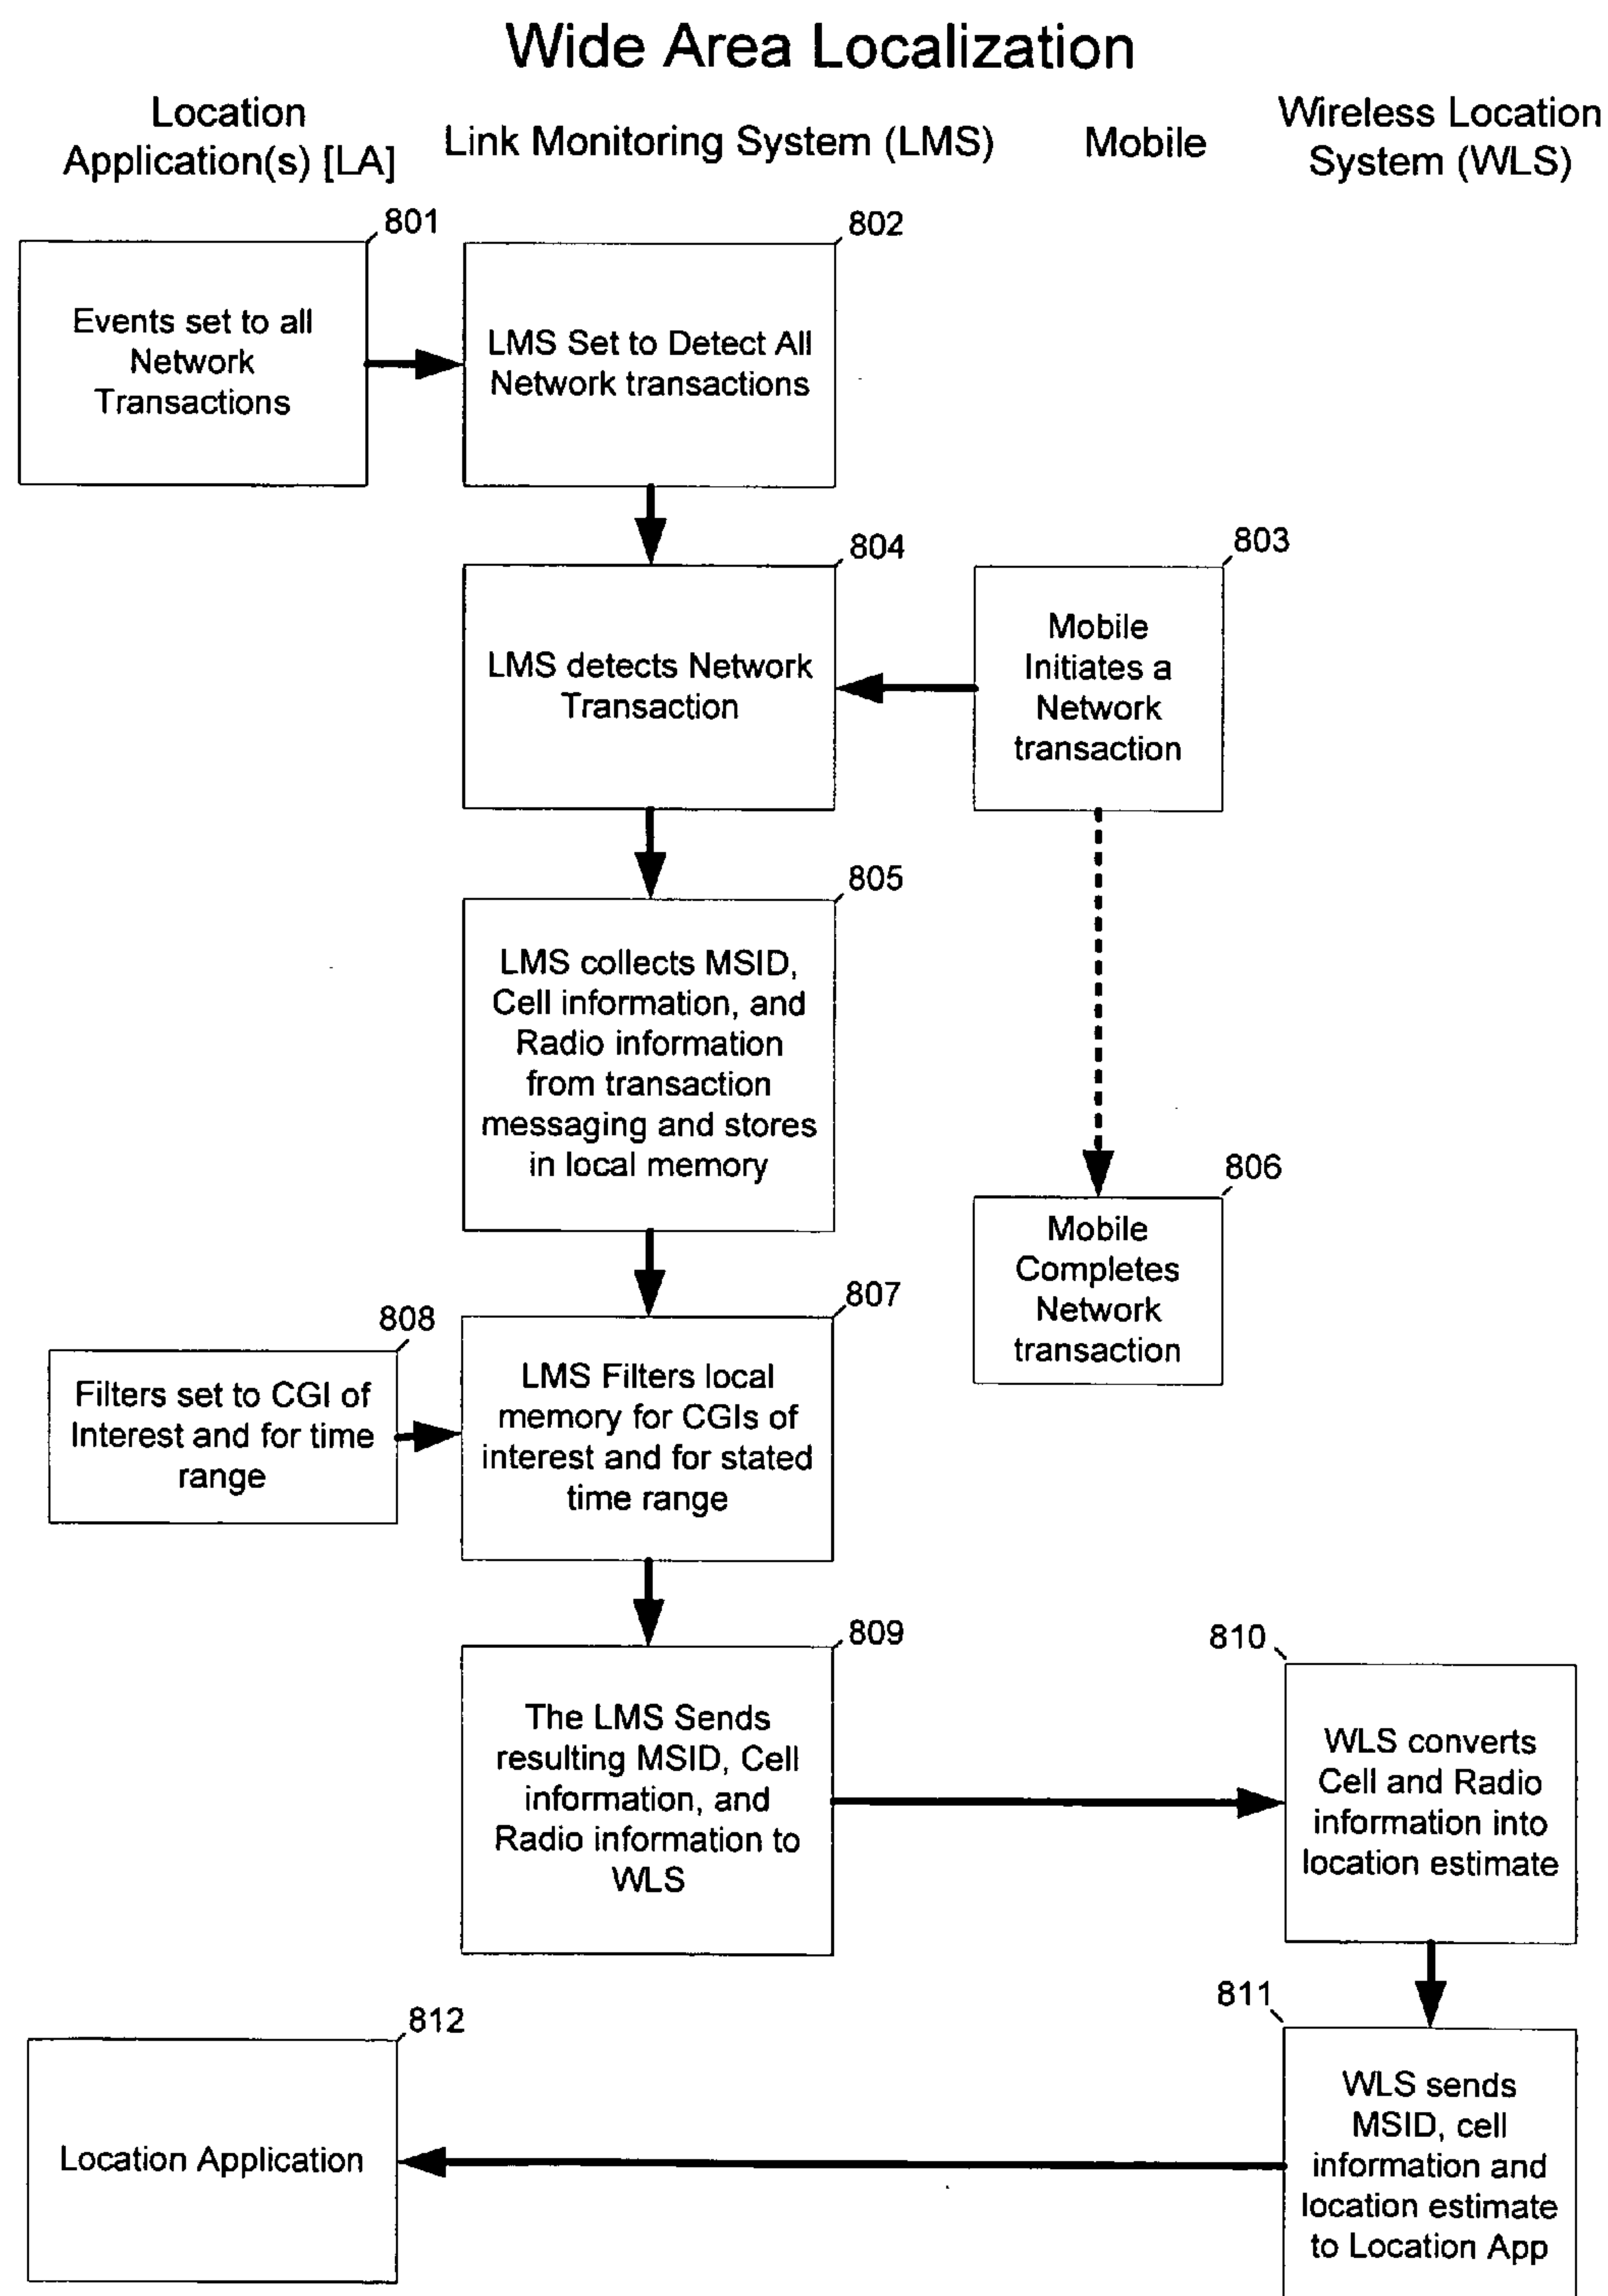 Wide Area Localization
Location
Application(s) [LA]
Link Monitoring System (LMS)
Mobile
Wireless Location
System (WLS)
801
Events set to all
Network
Transactions
802
LMS Set to Detect All
Network transactions
804
LMS detects Network
Transaction
803
Mobile
Initiates a
Network
transaction
805
LMS collects MSID,
Cell information, and
Radio information
from transaction
messaging and stores
in local memory
806
Mobile
Completes
Network
transaction
808
Filters set to CGI of
Interest and for time
range
807
LMS Filters local
memory for CGIs of
interest and for stated
time range
809
The LMS Sends
resulting MSID, Cell
information, and
Radio information to
WLS
810
WLS converts
Cell and Radio
information into
location estimate
811
WLS sends
MSID, cell
information and
location estimate
to Location App
812
Location Application